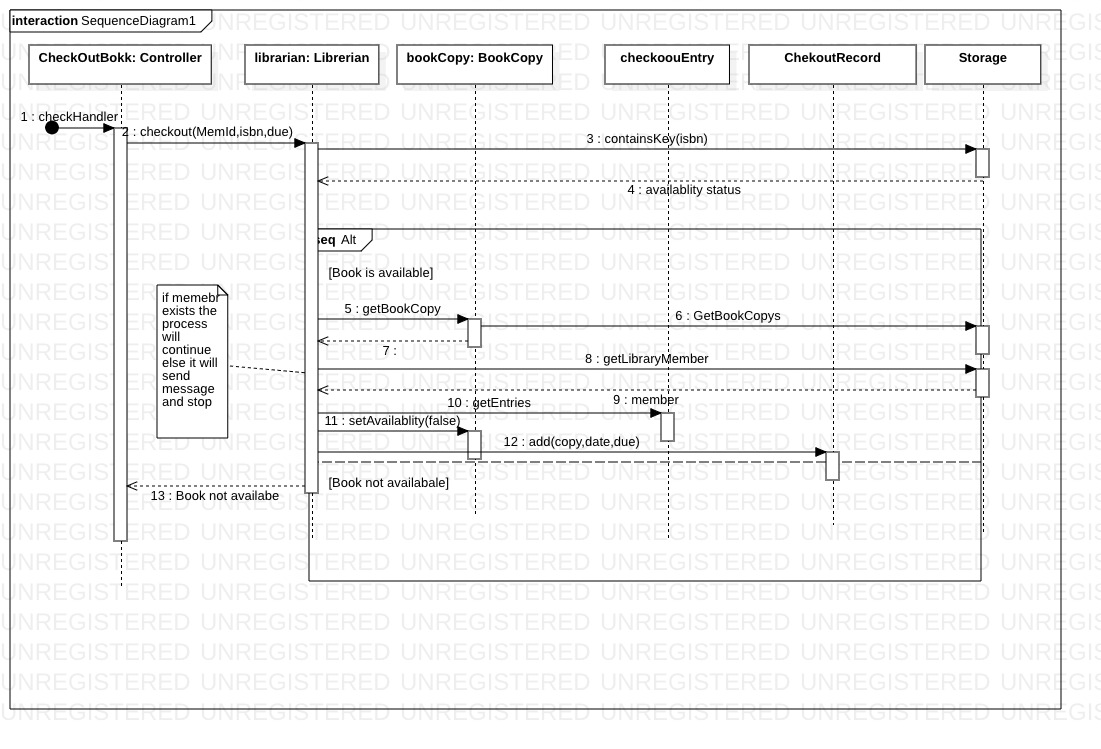 interaction SequenceDiagram1
CheckOutBokk: Controller
librarian: Librerian
bookCopy: BookCopy
checkoouEntry
ChekoutRecord
Storage
1 : checkHandler
2 : checkout(MemId,isbn,due)
3 : containsKey(isbn)
4 : availablity status
seq Alt
[Book is available]
if memebr
exists the
process
will
continue
else it will
send
message
and stop
5 : getBookCopy
6 : GetBookCopys
7 :
8 : getLibraryMember
9 : member
10 : getEntries
11 : setAvailablity(false)
12 : add(copy,date,due)
[Book not availabale]
13 : Book not availabe
UNREGISTERED